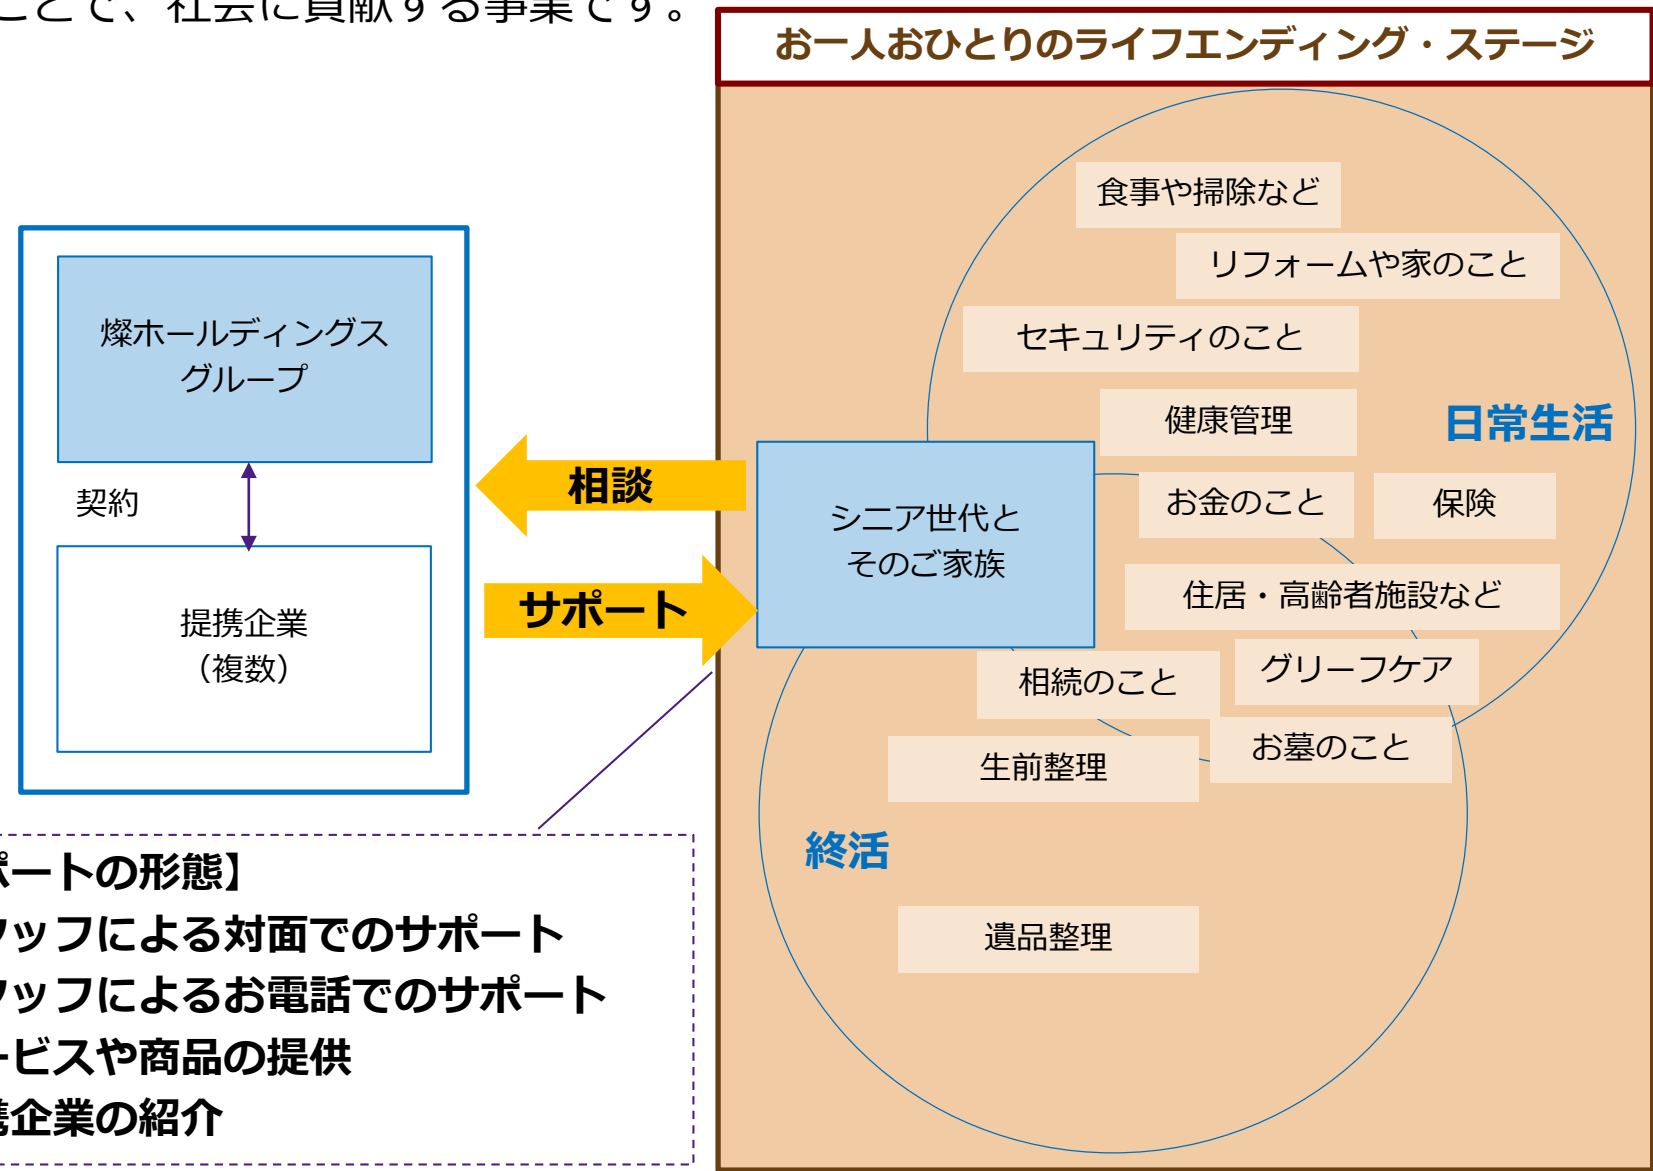 ことで、社会に貢献する事業です。
お一人おひとりのライフエンディング・ステージ
食事や掃除など
リフォームや家のこと
セキュリティのこと
健康管理
日常生活
お金のこと
保険
住居・高齢者施設など
グリーフケア
相続のこと
お墓のこと
生前整理
終活
遺品整理
シニア世代と
そのご家族
相談
サポート
燦ホールディングス
グループ
契約
提携企業
（複数）
ポートの形態】
タッフによる対面でのサポート
タッフによるお電話でのサポート
ービスや商品の提供
携企業の紹介